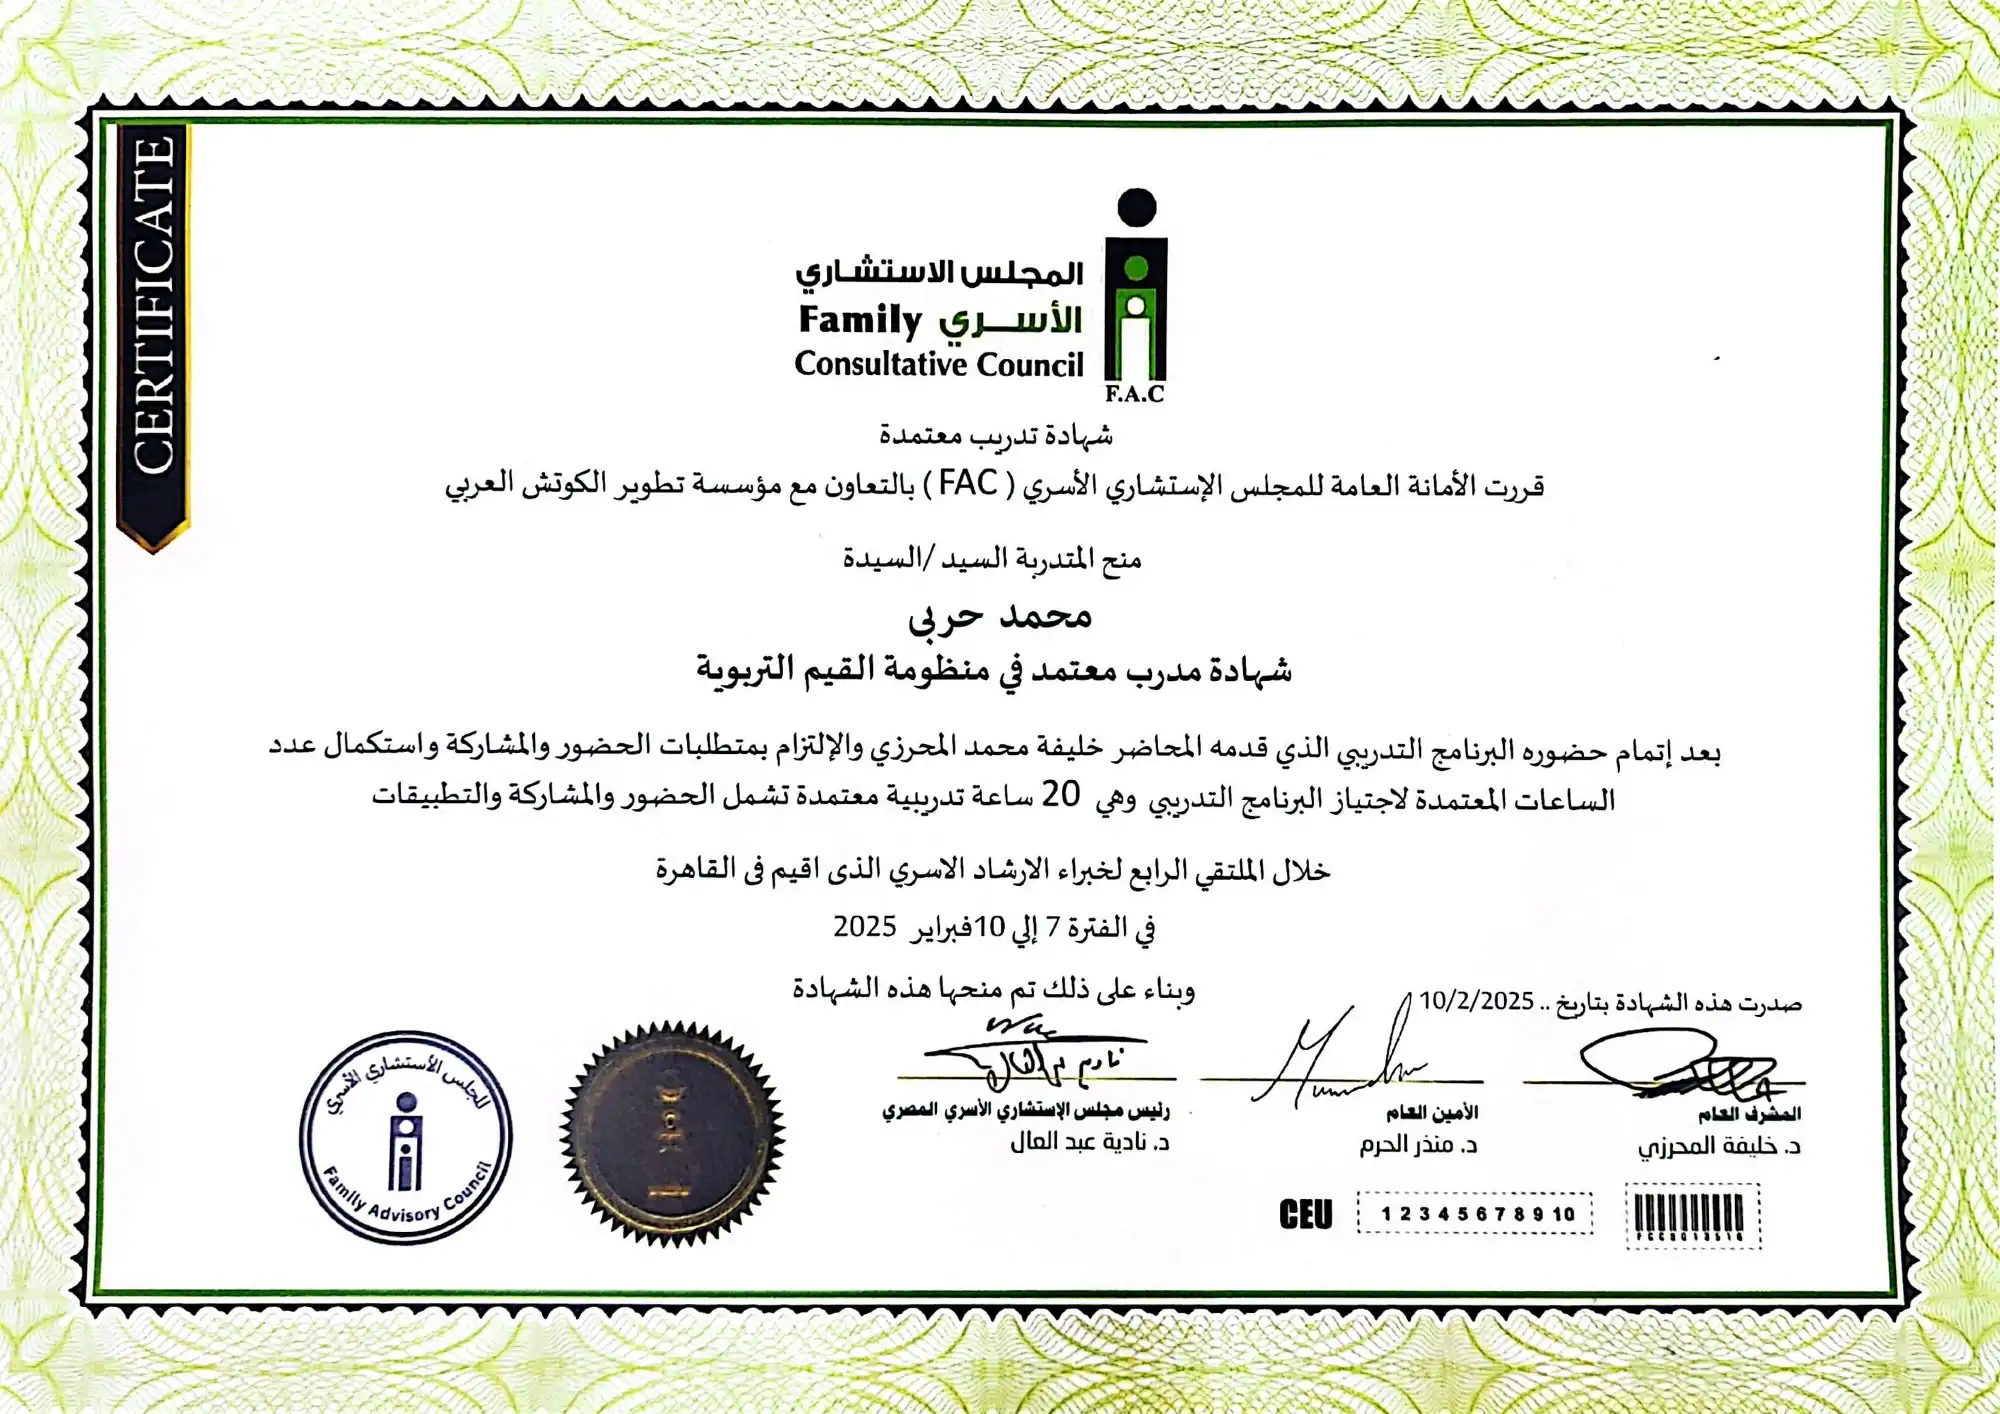 CERTIFICATE
المجلس الاستشاري
الأسري Family
Consultative Council
F.A.C
شهادة تدريب معتمدة
قررت الأمانة العامة للمجلس الإستشاري الأسري ( FAC ) بالتعاون مع مؤسسة تطوير الكوتش العربي
منح المتدربة السيد /السيدة
محمد حربى
شهادة مدرب معتمد في منظومة القيم التربوية
بعد إتمام حضوره البرنامج التدريبي الذي قدمه المحاضر خليفة محمد المحرزي والإلتزام بمتطلبات الحضور والمشاركة واستكمال عدد
الساعات المعتمدة لاجتياز البرنامج التدريبي وهي 20 ساعة تدريبية معتمدة تشمل الحضور والمشاركة والتطبيقات
خلال الملتقي الرابع لخبراء الارشاد الاسري الذى اقيم فى القاهرة
في الفترة 7 إلي 10فبراير 2025
وبناء على ذلك تم منحها هذه الشهادة
صدرت هذه الشهادة بتاريخ .. 10/2/2025
المشرف العام
د. خليفة المحرزي
الأمين العام
د. منذر الحرم
رئيس مجلس الإستشاري الأسري المصري
د. نادية عبد العال
المجلس الأستشاري الأسري
Family Advisory Council
CEU
1 2 3 4 5 6 7 8 9 10